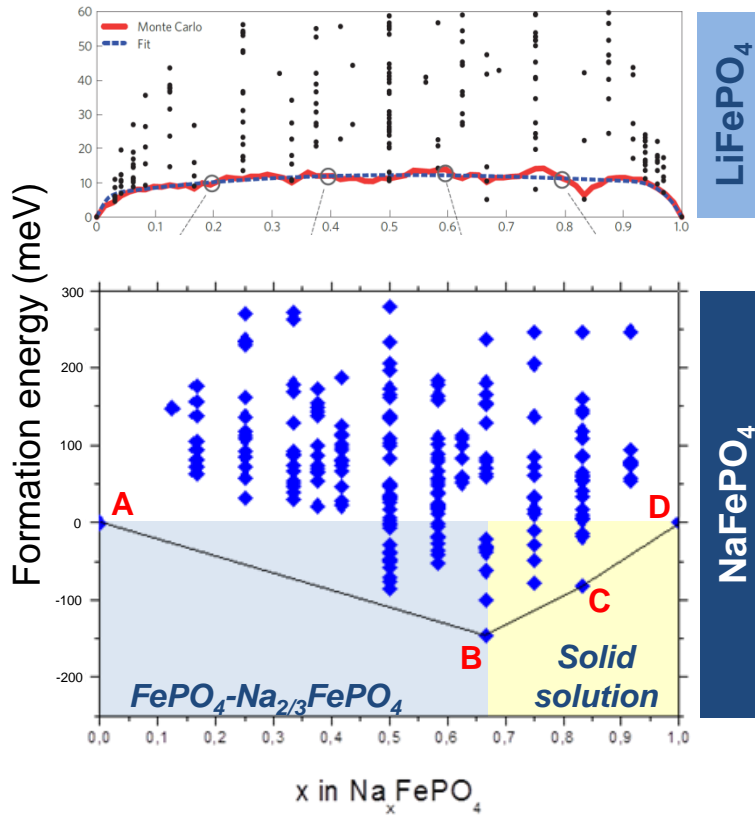 60
50
40
30
20
10
0
Monte Carlo
Fit
0 0.1 0.2 0.3 0.4 0.5 0.6 0.7 0.8 0.9 1.0
LiFePO4
Formation energy (meV)
300
200
100
0
-100
-200
A
B
C
D
FePO4-Na2/3FePO4
Solid
solution
0,0 0,1 0,2 0,3 0,4 0,5 0,6 0,7 0,8 0,9 1,0
x in NaxFePO4
NaFePO4